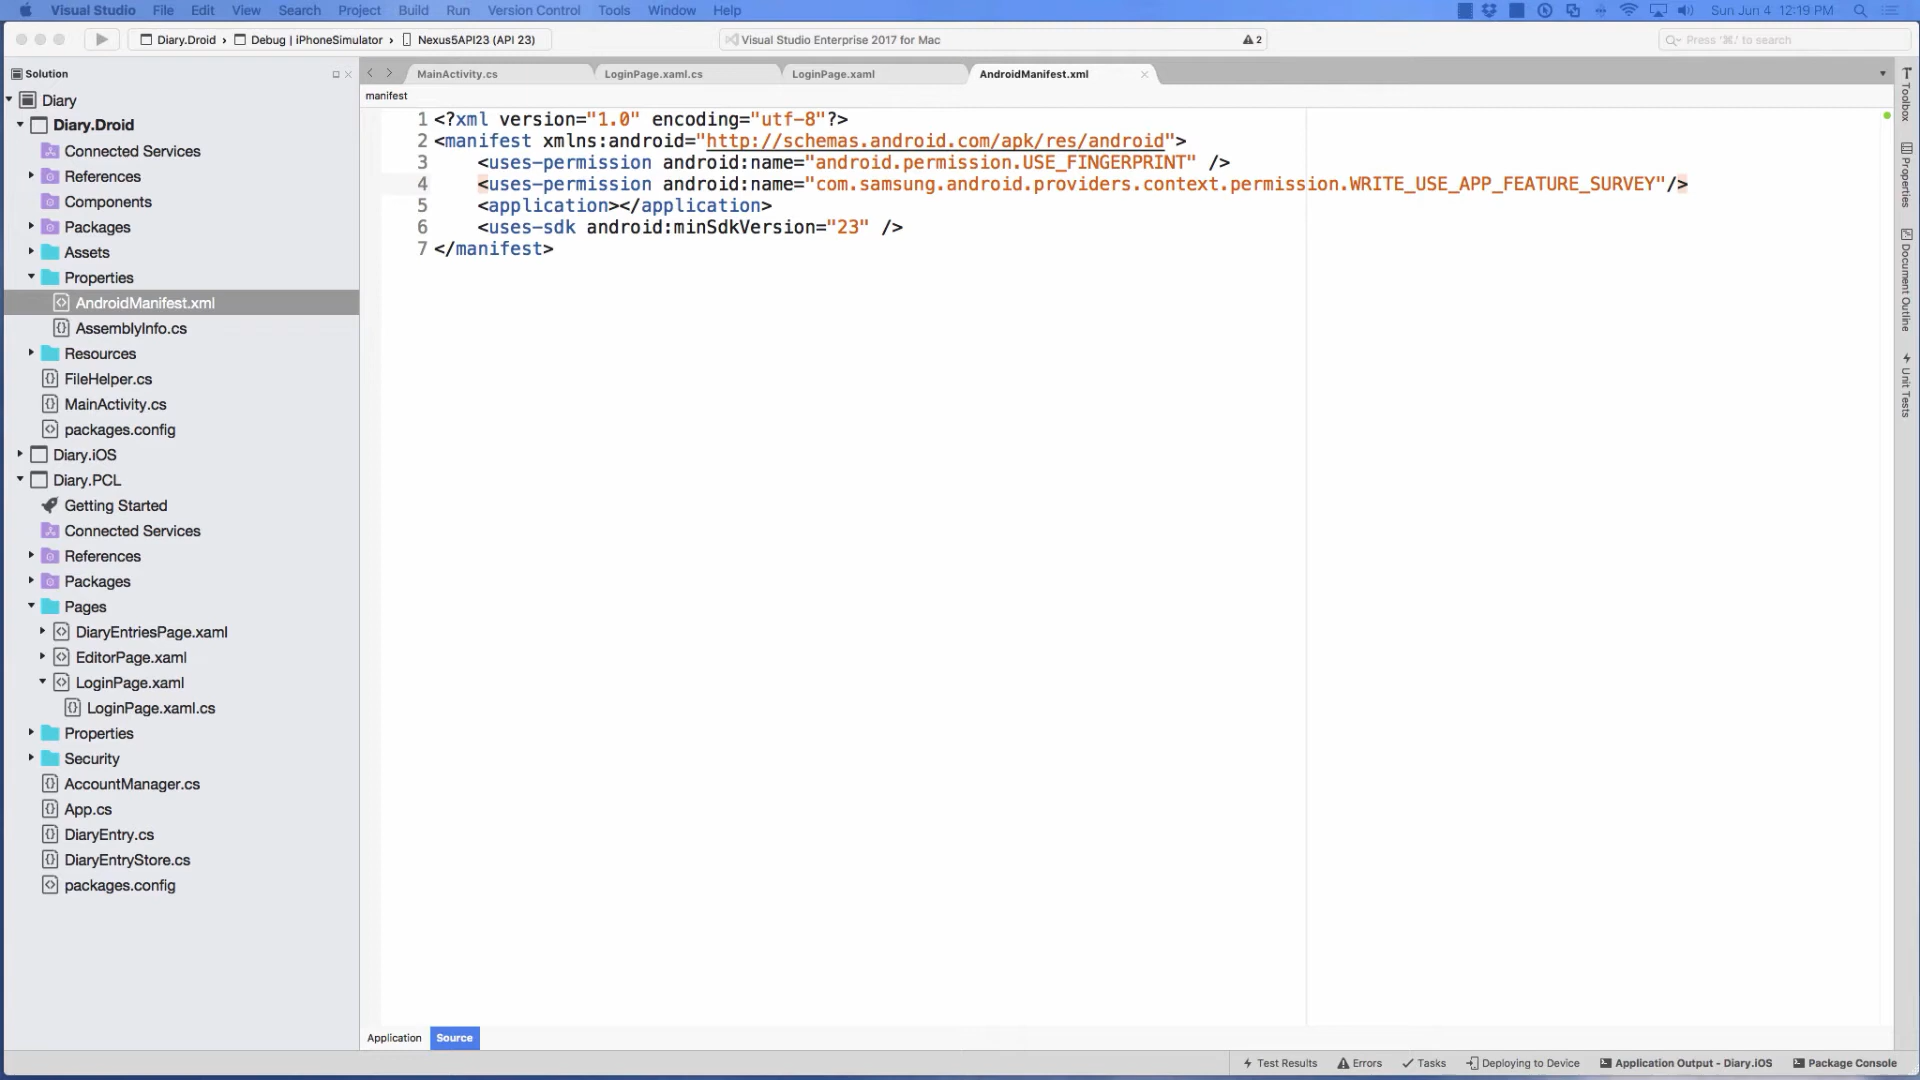 Visual Studio File Edit View Search Project Build Run Version Control Tools Window Help Sun Jun 4 12:19 PM
Diary.Droid › Debug | iPhoneSimulator › Nexus5API23 (API 23) Visual Studio Enterprise 2017 for Mac 2 Press '⌘.' to search
Solution
MainActivity.cs LoginPage.xaml.cs LoginPage.xaml AndroidManifest.xml
manifest
Diary
Diary.Droid
Connected Services
References
Components
Packages
Assets
Properties
AndroidManifest.xml
AssemblyInfo.cs
Resources
FileHelper.cs
MainActivity.cs
packages.config
Diary.iOS
Diary.PCL
Getting Started
Connected Services
References
Packages
Pages
DiaryEntriesPage.xaml
EditorPage.xaml
LoginPage.xaml
LoginPage.xaml.cs
Properties
Security
AccountManager.cs
App.cs
DiaryEntry.cs
DiaryEntryStore.cs
packages.config
1 <?xml version="1.0" encoding="utf-8"?>
2 <manifest xmlns:android="http://schemas.android.com/apk/res/android">
3 <uses-permission android:name="android.permission.USE_FINGERPRINT" />
4 <uses-permission android:name="com.samsung.android.providers.context.permission.WRITE_USE_APP_FEATURE_SURVEY"/>
5 <application></application>
6 <uses-sdk android:minSdkVersion="23" />
7 </manifest>
Toolbox
Properties
Document Outline
Unit Tests
Application Source
Test Results Errors Tasks Deploying to Device Application Output - Diary.iOS Package Console